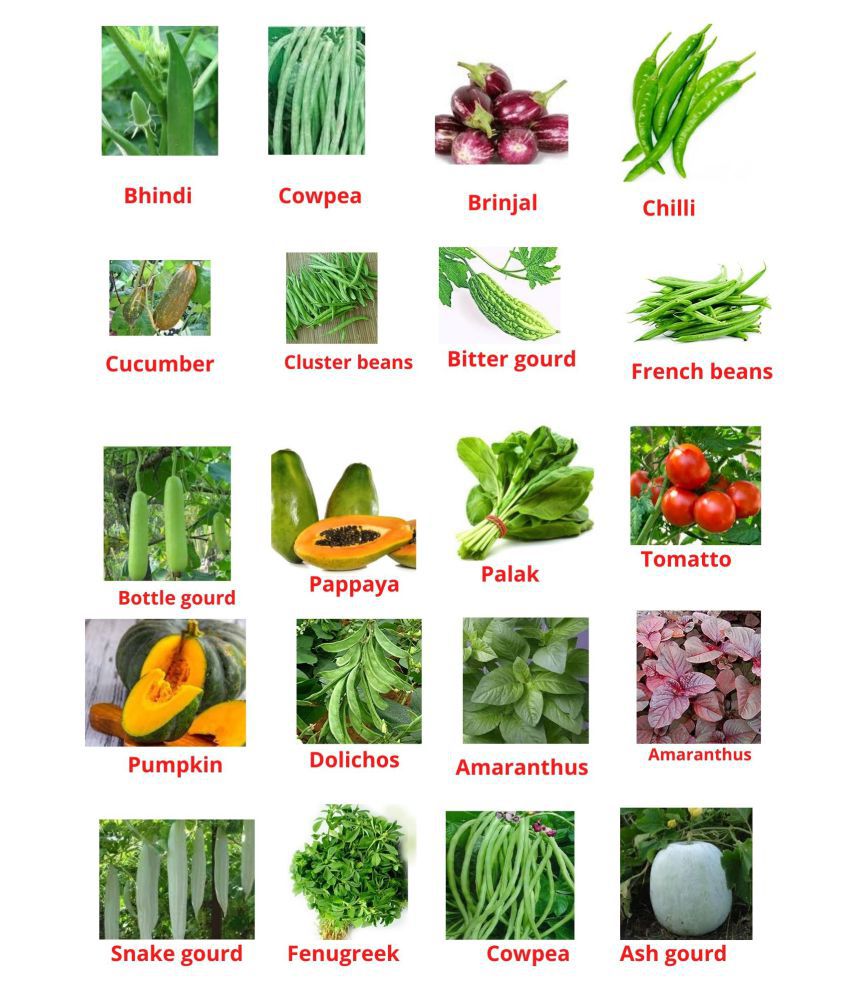 Bhindi
Cowpea
Brinjal
Chilli
Cucumber
Cluster beans
Bitter gourd
French beans
Bottle gourd
Pappaya
Palak
Tomatto
Pumpkin
Dolichos
Amaranthus
Amaranthus
Snake gourd
Fenugreek
Cowpea
Ash gourd